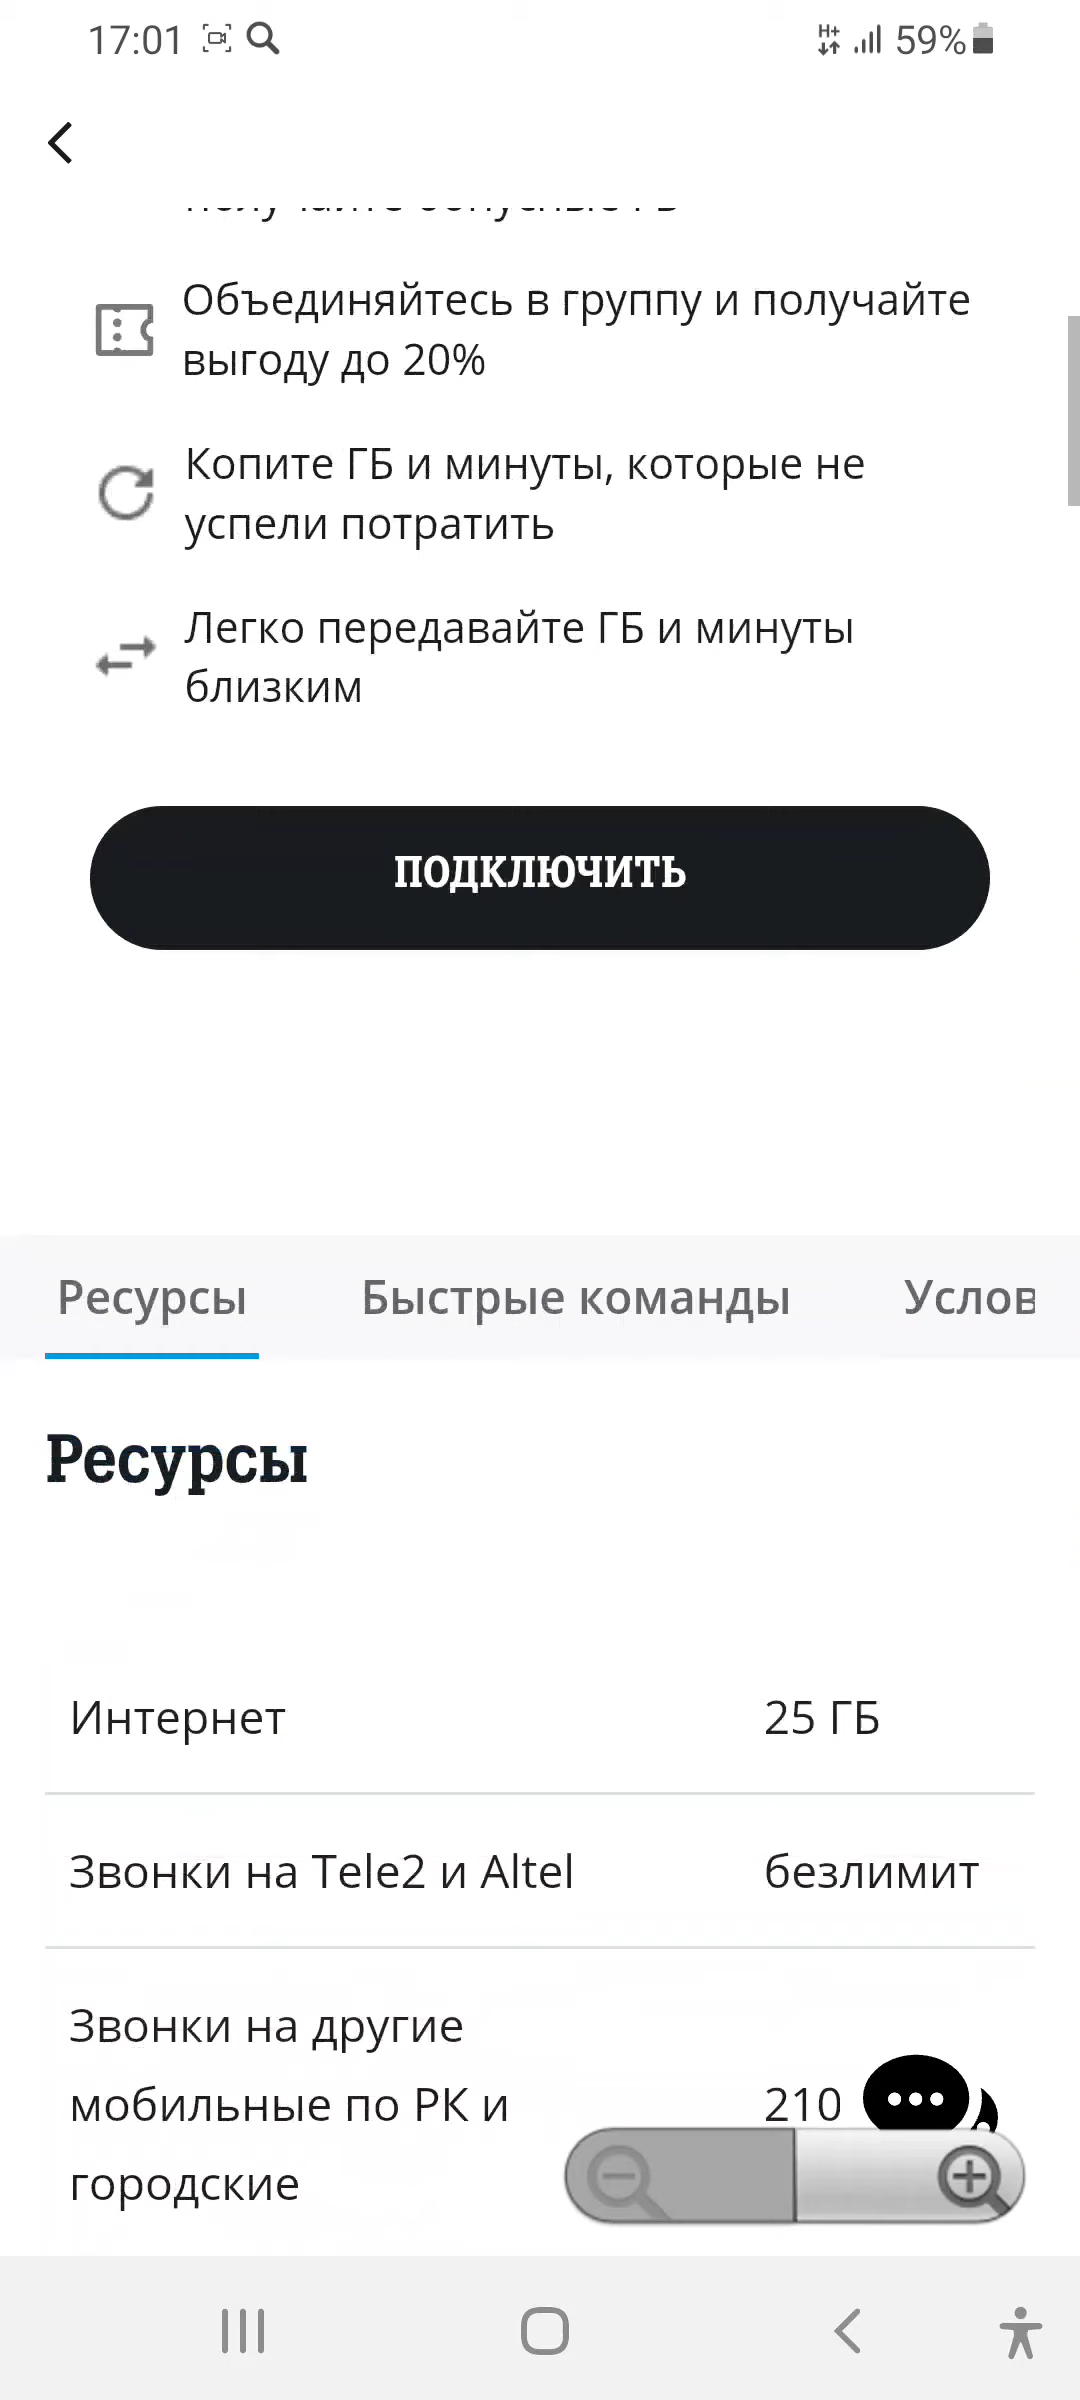 17:01
H+
59%
Объединяйтесь в группу и получайте
выгоду до 20%
Копите ГБ и минуты, которые не
успели потратить
Легко передавайте ГБ и минуты
близким
ПОДКЛЮЧИТЬ
Ресурсы Быстрые команды Услов
Ресурсы
Интернет 25 ГБ
Звонки на Tele2 и Altel безлимит
Звонки на другие
мобильные по РК и 210
городские